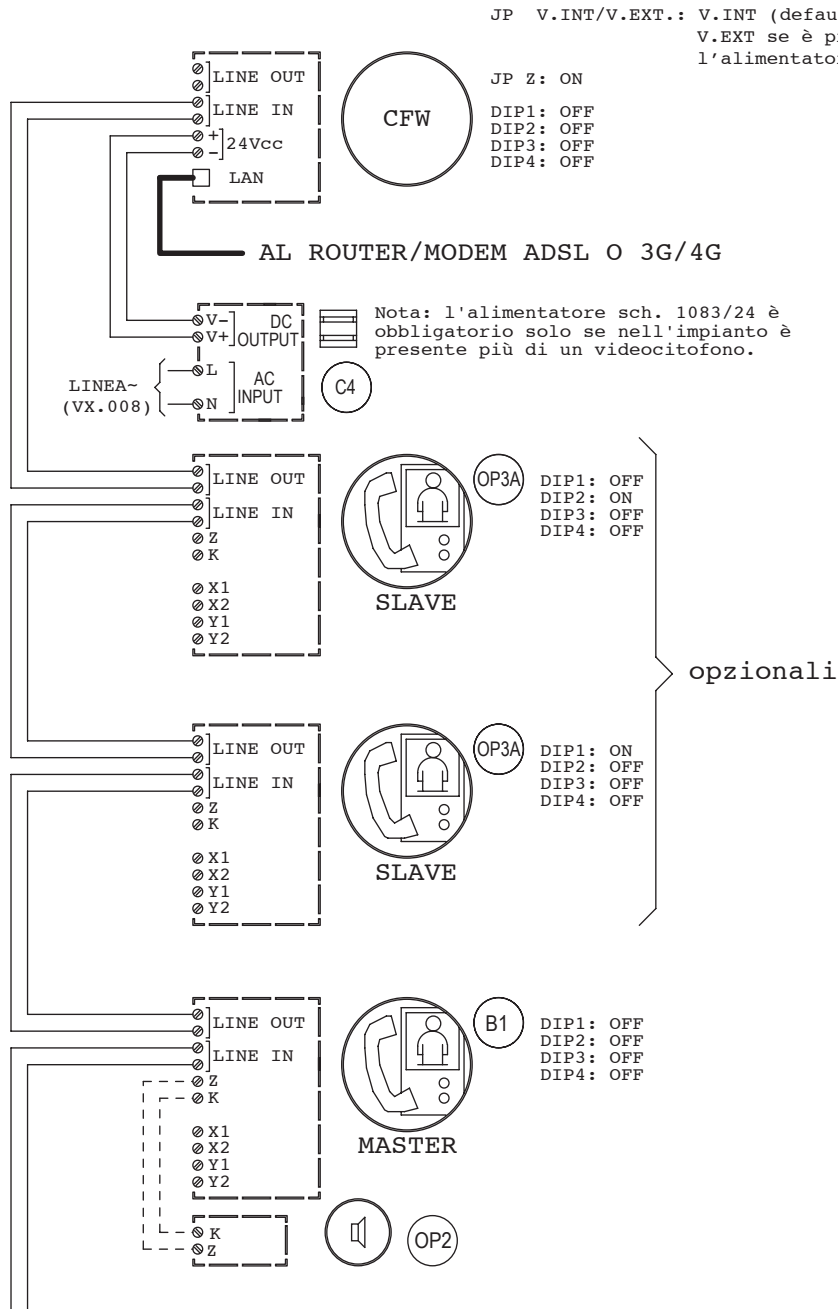 JP V.INT/V.EXT.: V.INT
V.EXT se è
LINE OUT
l'alimentato
LINE IN
CFW
JP Z: ON
+
-
24Vcc
DIP1: OFF
DIP2: OFF
DIP3: OFF
DIP4: OFF
LAN
AL ROUTER/MODEM ADSL O 3G/4G
V-
V+
DC
OUTPUT
Nota: l'alimentatore sch. 1083/24 è
obbligatorio solo se nell'impianto è
presente più di un videocitofono.
L
N
AC
INPUT
LINEA~
(VX.008)
C4
LINE OUT
LINE IN
Z
K
X1
X2
Y1
Y2
SLAVE
OP3A
DIP1: OFF
DIP2: ON
DIP3: OFF
DIP4: OFF
opzionali
LINE OUT
LINE IN
Z
K
X1
X2
Y1
Y2
SLAVE
OP3A
DIP1: ON
DIP2: OFF
DIP3: OFF
DIP4: OFF
LINE OUT
LINE IN
Z
K
X1
X2
Y1
Y2
MASTER
B1
DIP1: OFF
DIP2: OFF
DIP3: OFF
DIP4: OFF
K
Z
OP2